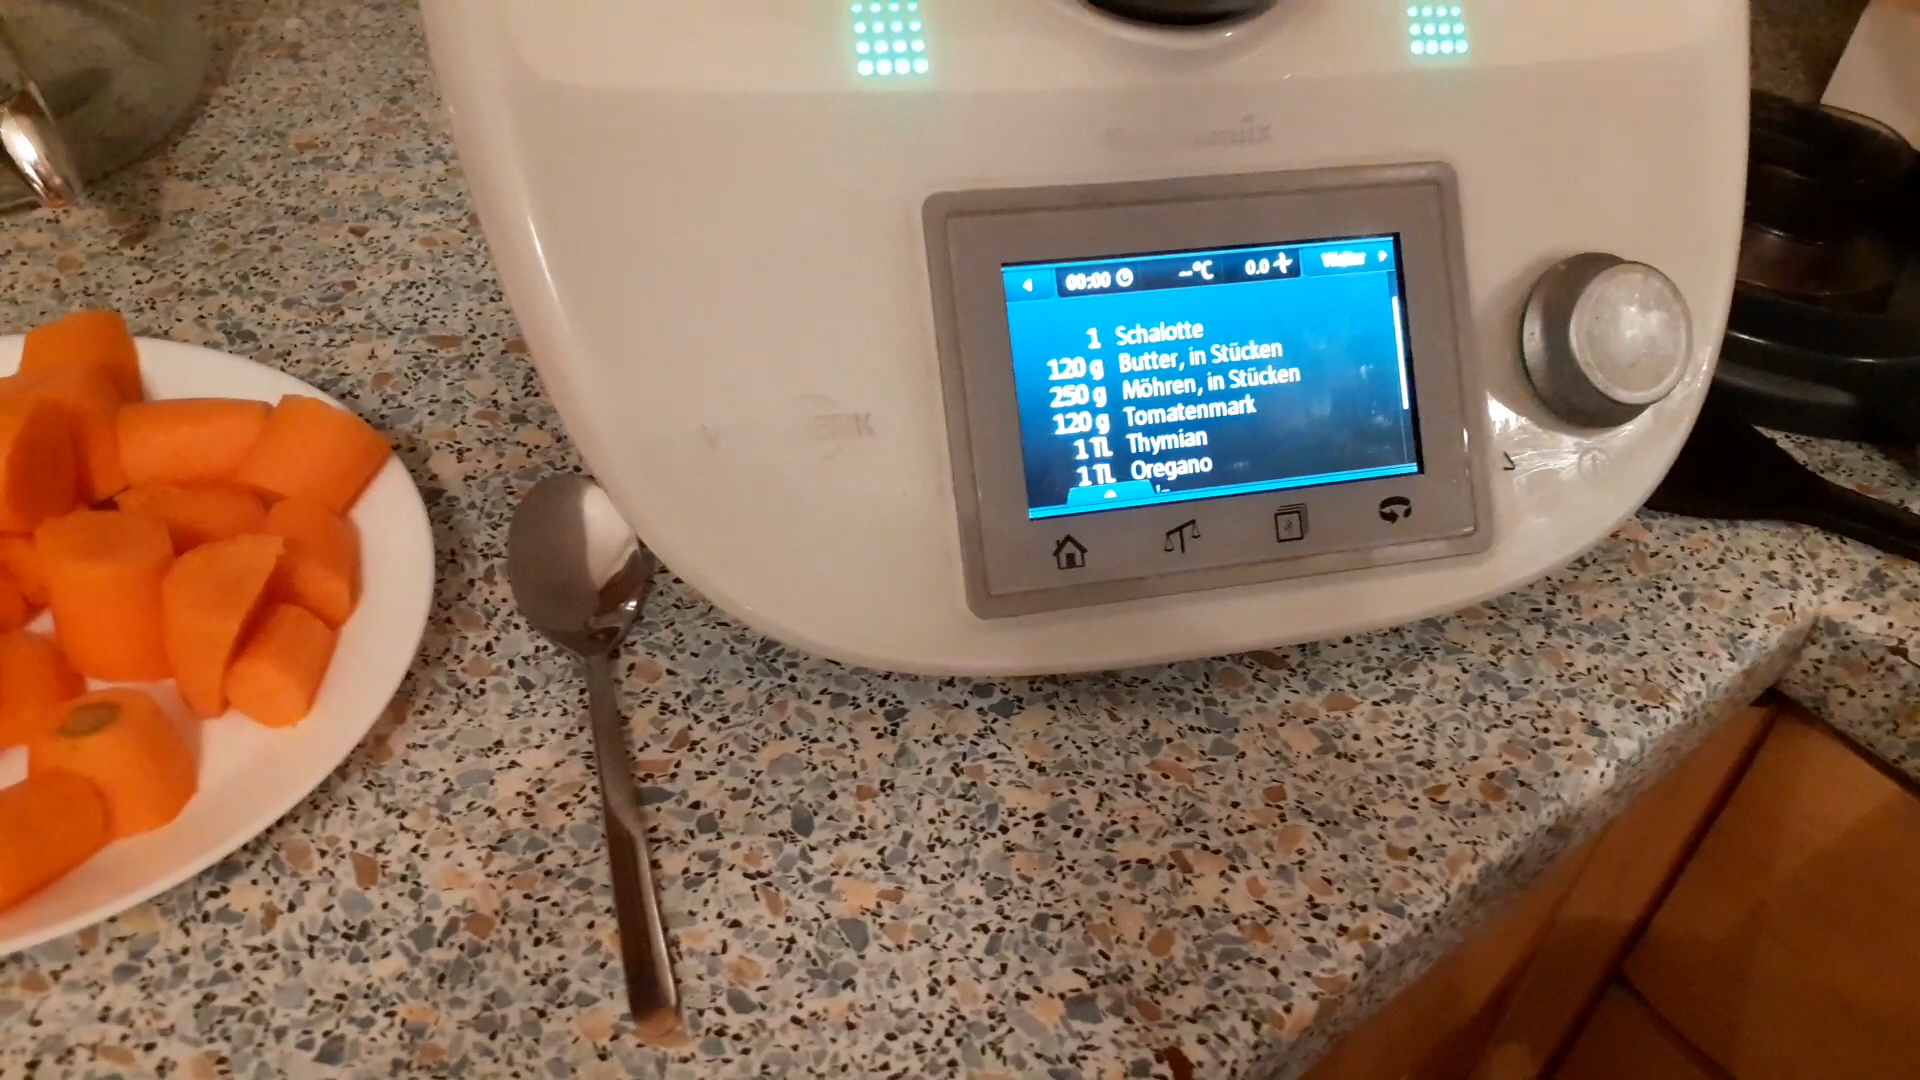 00:00 --°C 0.0 Weiter
1 Schalotte
120 g Butter, in Stücken
250 g Möhren, in Stücken
120 g Tomatenmark
1 TL Thymian
1 TL Oregano